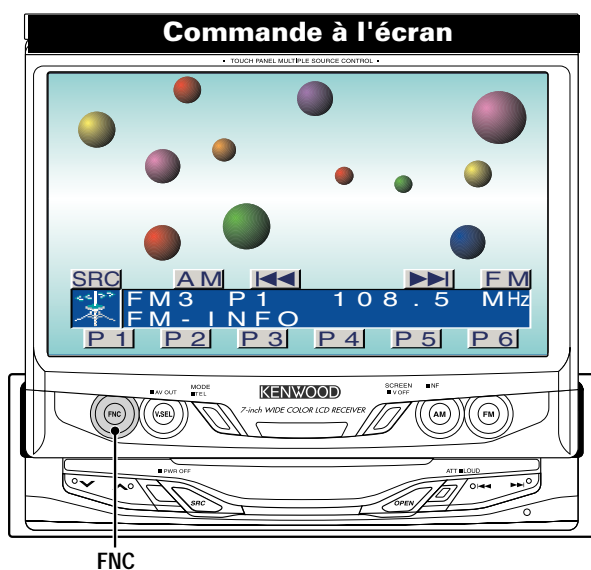 Commande à l'écran
• TOUCH PANEL MULTIPLE SOURCE CONTROL •
SRC AM FM
FM3 P1 108.5 MHz
FM-INFO
P1 P2 P3 P4 P5 P6
FNC
■ AV OUT
V.SEL
MODE
■ TEL
KENWOOD
7-inch WIDE COLOR LCD RECEIVER
SCREEN
■ V.OFF
■ NF
AM
FM
■ PWR OFF
SRC
ATT ■ LOUD
OPEN
FNC